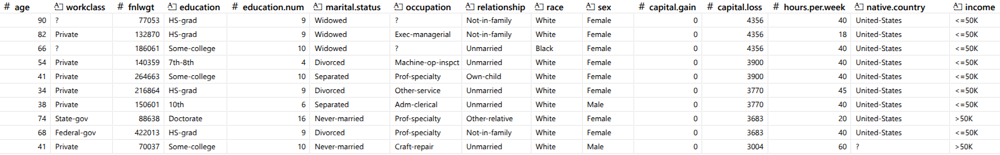 # age workclass # fnlwgt education # education.num marital.status occupation relationship race sex # capital.gain # capital.loss # hours.per.week native.country income
90 ? 77053 HS-grad 9 Widowed ? Not-in-family White Female 0 4356 40 United-States <=50K
82 Private 132870 HS-grad 9 Widowed Exec-managerial Not-in-family White Female 0 4356 18 United-States <=50K
66 ? 186061 Some-college 10 Widowed ? Unmarried Black Female 0 4356 40 United-States <=50K
54 Private 140359 7th-8th 4 Divorced Machine-op-inspct Unmarried White Female 0 3900 40 United-States <=50K
41 Private 264663 Some-college 10 Separated Prof-specialty Own-child White Female 0 3900 40 United-States <=50K
34 Private 216864 HS-grad 9 Divorced Other-service Unmarried White Female 0 3770 45 United-States <=50K
38 Private 150601 10th 6 Separated Adm-clerical Unmarried White Male 0 3770 40 United-States <=50K
74 State-gov 88638 Doctorate 16 Never-married Prof-specialty Other-relative White Female 0 3683 20 United-States >50K
68 Federal-gov 422013 HS-grad 9 Divorced Prof-specialty Not-in-family White Female 0 3683 40 United-States <=50K
41 Private 70037 Some-college 10 Never-married Craft-repair Unmarried White Male 0 3004 60 ? >50K